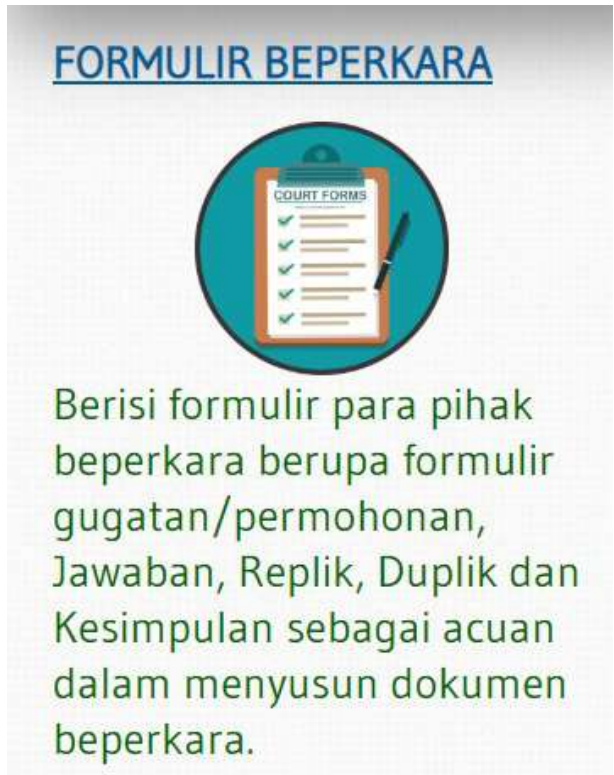 FORMULIR BEPERKARA
COURT FORMS
Berisi formulir para pihak
beperkara berupa formulir
gugatan/permohonan,
Jawaban, Replik, Duplik dan
Kesimpulan sebagai acuan
dalam menyusun dokumen
beperkara.